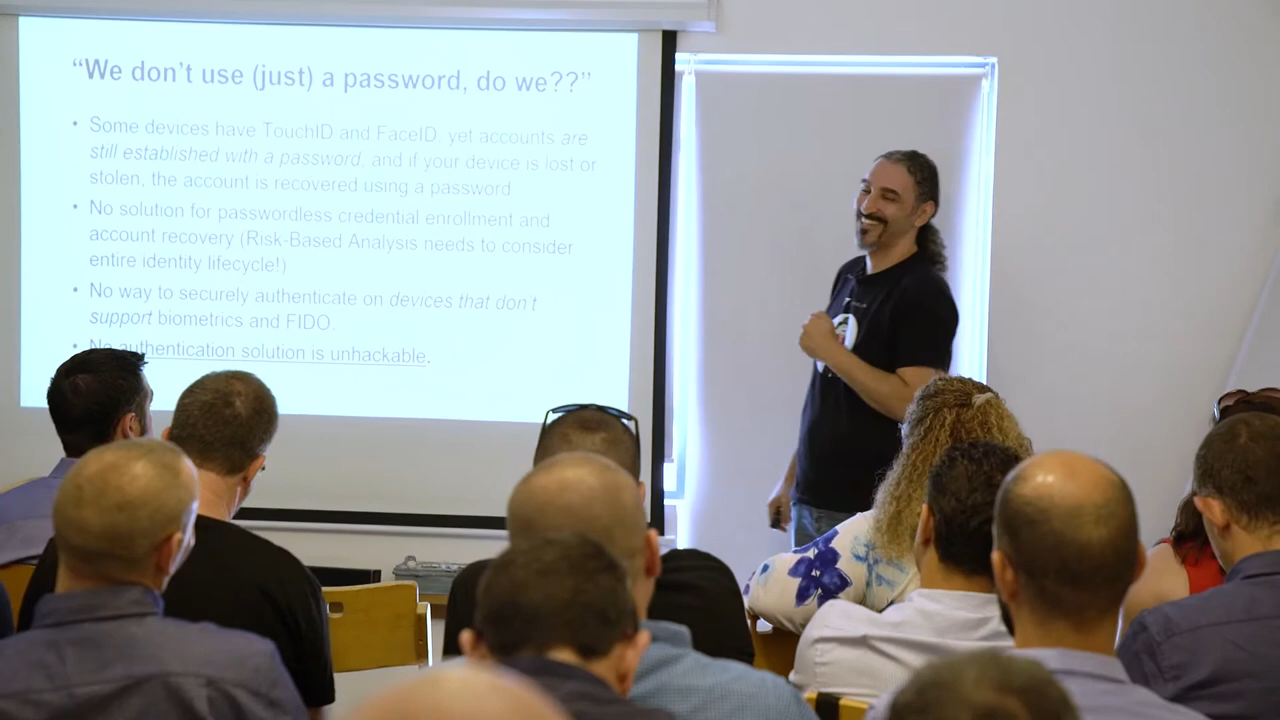 “We don’t use (just) a password, do we??”
• Some devices have TouchID and FaceID, yet accounts are
still established with a password, and if your device is lost or
stolen, the account is recovered using a password
• No solution for passwordless credential enrollment and
account recovery (Risk-Based Analysis needs to consider
entire identity lifecycle!)
• No way to securely authenticate on devices that don’t
support biometrics and FIDO.
• No authentication solution is unhackable.